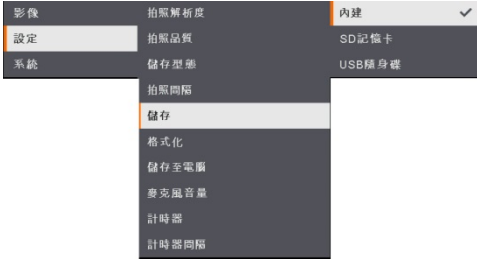 影像
設定
系統
拍照解析度
拍照品質
儲存型態
拍照間隔
儲存
格式化
儲存至電腦
麥克風音量
計時器
計時器間隔
內建
SD記憶卡
USB隨身碟